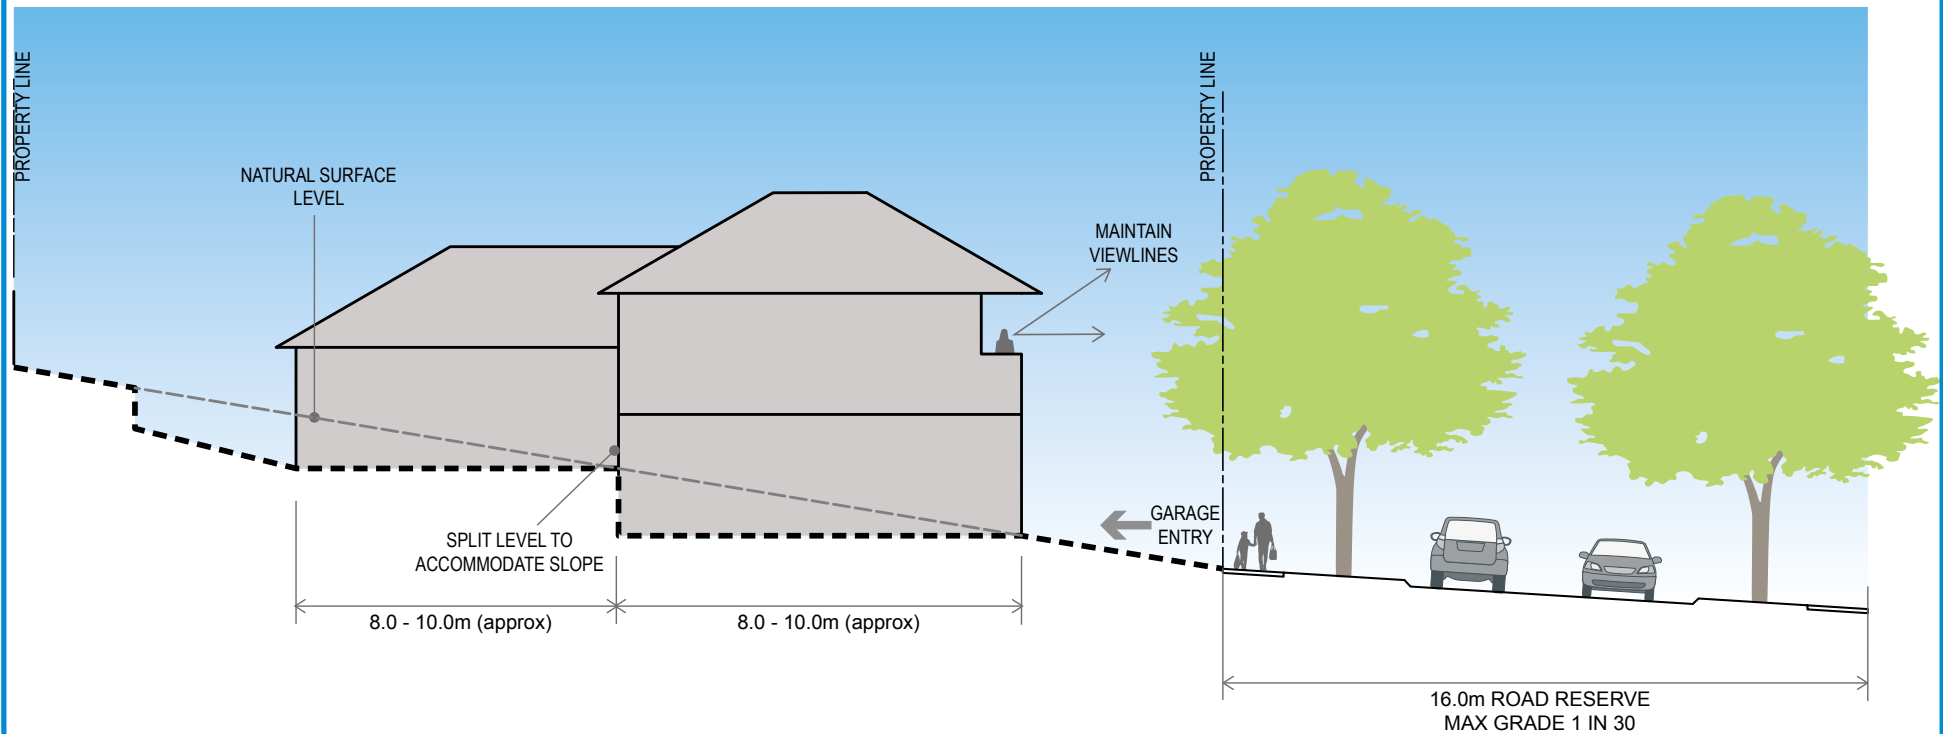 PROPERTY LINE
NATURAL SURFACE
LEVEL
MAINTAIN
VIEWLINES
PROPERTY LINE
SPLIT LEVEL TO
ACCOMMODATE SLOPE
GARAGE
ENTRY
8.0 - 10.0m (approx)
8.0 - 10.0m (approx)
16.0m ROAD RESERVE
MAX GRADE 1 IN 30